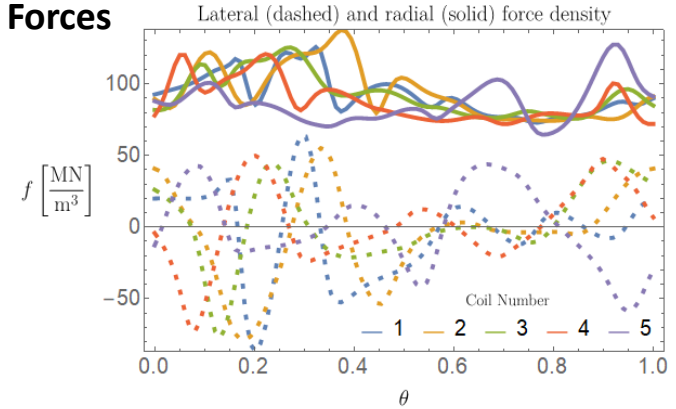 Forces
Lateral (dashed) and radial (solid) force density
100
50
f [MN/m³]
0
−50
Coil Number
1 2 3 4 5
0.0 0.2 0.4 0.6 0.8 1.0
θ